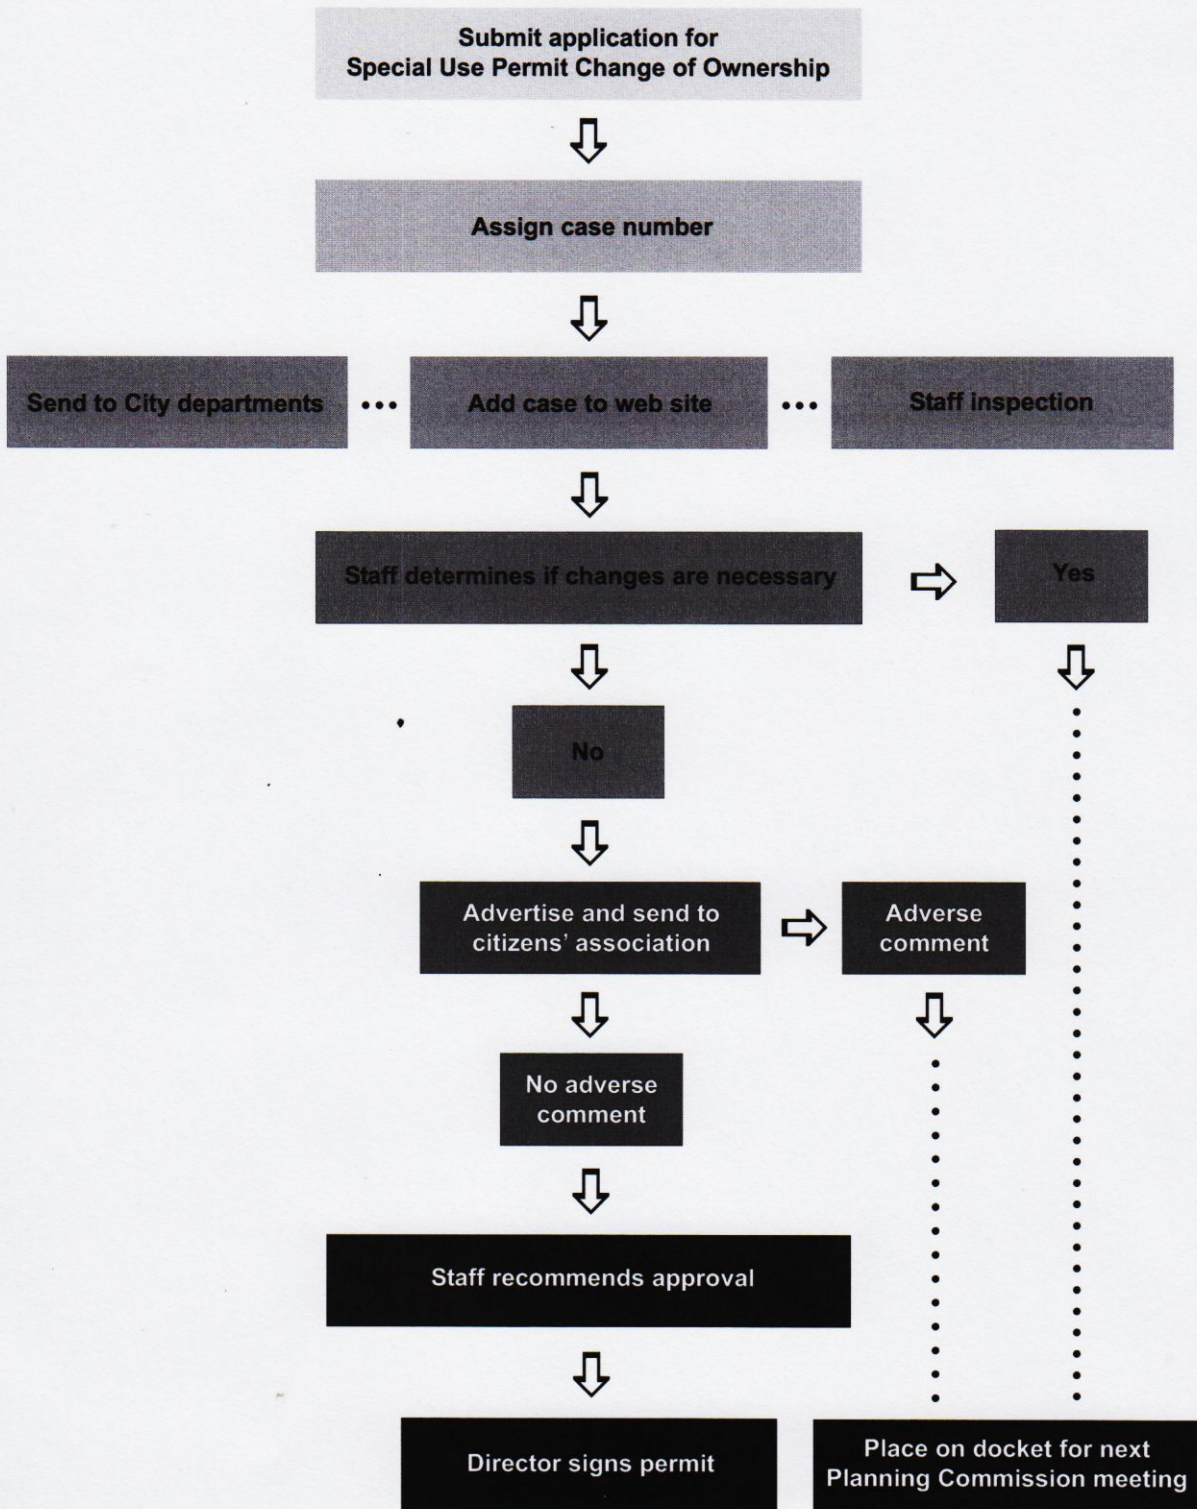 Submit application for
Special Use Permit Change of Ownership
Assign case number
Send to City departments ••• Add case to web site ••• Staff inspection
Staff determines if changes are necessary
Yes
No
Advertise and send to
citizens’ association
Adverse
comment
No adverse
comment
Staff recommends approval
Director signs permit
Place on docket for next
Planning Commission meeting